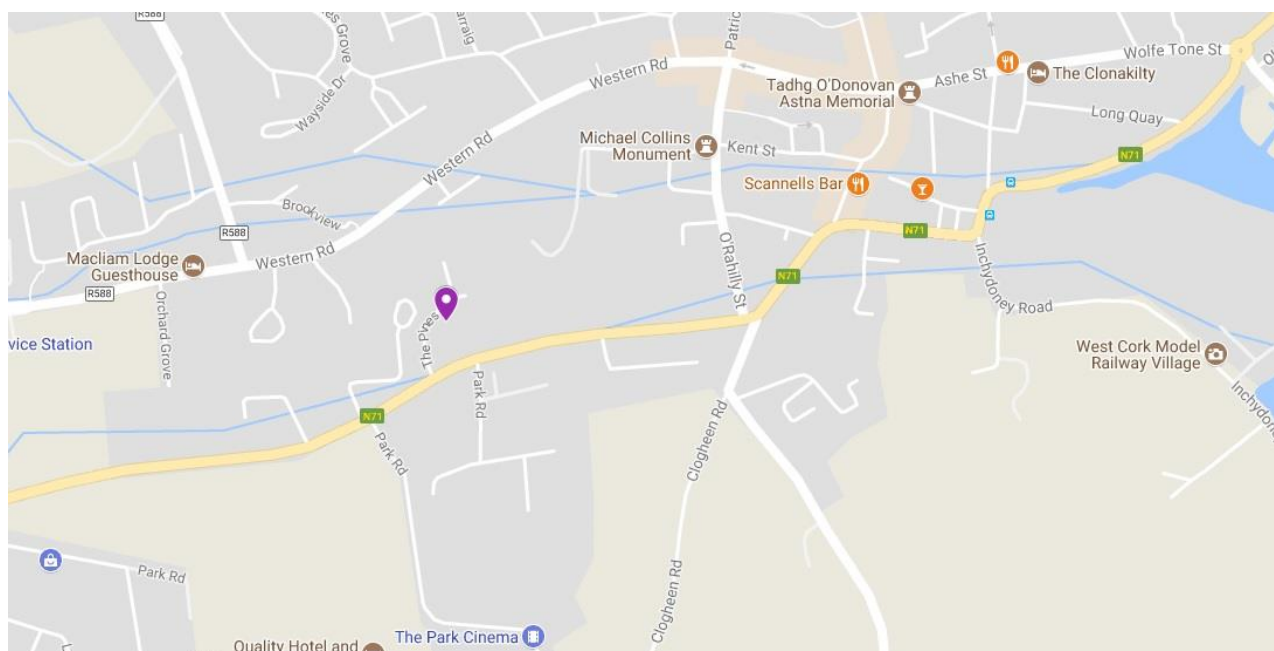 R588
arraig
es Grove
Wayside Dr
Western Rd
Patric
Wolfe Tone St
Tadhg O'Donovan
Astna Memorial
Ashe St
The Clonakilty
Long Quay
Michael Collins
Monument
Kent St
Western Rd
N71
Scannells Bar
Brookview
R588
N71
Western Rd
O'Rahilly St
Macliam Lodge
Guesthouse
N71
Inchydoney Road
R588
Orchard Grove
The Pines
vice Station
West Cork Model
Railway Village
Park Rd
Inchydone
N71
Park Rd
Clogheen Rd
Park Rd
Clogheen Rd
The Park Cinema
Quality Hotel and